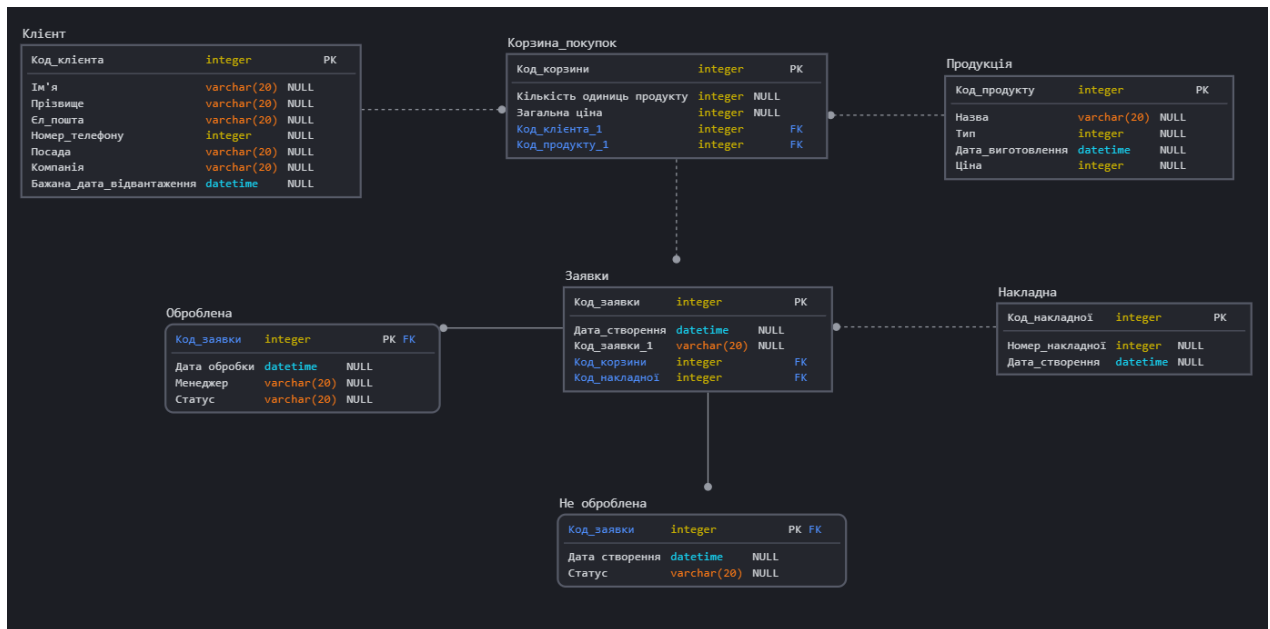 Клієнт
Код_клієнта integer PK
Ім'я varchar(20) NULL
Прізвище varchar(20) NULL
Єл_пошта varchar(20) NULL
Номер_телефону integer NULL
Посада varchar(20) NULL
Компанія varchar(20) NULL
Бажана_дата_відвантаження datetime NULL
Корзина_покупок
Код_корзини integer PK
Кількість одиниць продукту integer NULL
Загальна ціна integer NULL
Код_клієнта_1 integer FK
Код_продукту_1 integer FK
Продукція
Код_продукту integer PK
Назва varchar(20) NULL
Тип integer NULL
Дата_виготовлення datetime NULL
Ціна integer NULL
Заявки
Код_заявки integer PK
Дата_створення datetime NULL
Код_заявки_1 varchar(20) NULL
Код_корзини integer FK
Код_накладної integer FK
Оброблена
Код_заявки integer PK FK
Дата обробки datetime NULL
Менеджер varchar(20) NULL
Статус varchar(20) NULL
Накладна
Код_накладної integer PK
Номер_накладної integer NULL
Дата_створення datetime NULL
Не оброблена
Код_заявки integer PK FK
Дата створення datetime NULL
Статус varchar(20) NULL